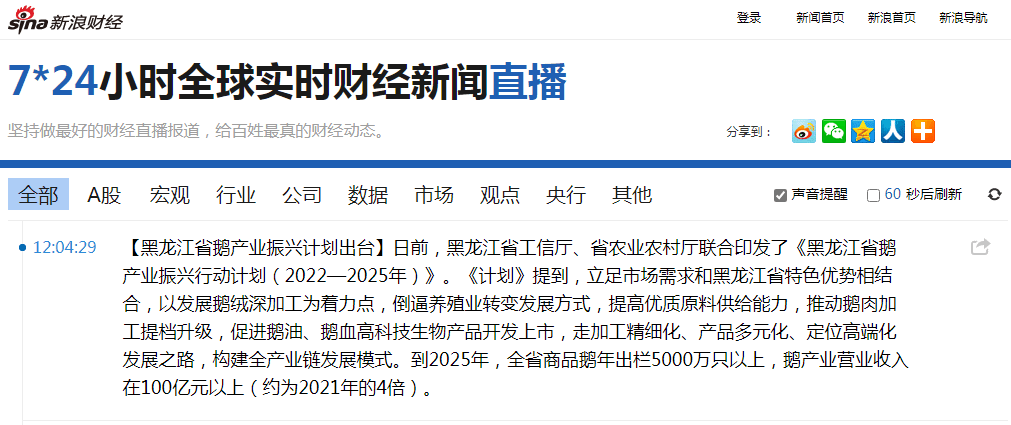 sina新浪财经
登录 新闻首页 新浪首页 新浪导航
7*24小时全球实时财经新闻直播
坚持做最好的财经直播报道，给百姓最真的财经动态。
分享到：
全部 A股 宏观 行业 公司 数据 市场 观点 央行 其他
声音提醒 60 秒后刷新
12:04:29 【黑龙江省鹅产业振兴计划出台】日前，黑龙江省工信厅、省农业农村厅联合印发了《黑龙江省鹅
产业振兴行动计划（2022—2025年）》。《计划》提到，立足市场需求和黑龙江省特色优势相结
合，以发展鹅绒深加工为着力点，倒逼养殖业转变发展方式，提高优质原料供给能力，推动鹅肉加
工提档升级，促进鹅油、鹅血高科技生物产品开发上市，走加工精细化、产品多元化、定位高端化
发展之路，构建全产业链发展模式。到2025年，全省商品鹅年出栏5000万只以上，鹅产业营业收入
在100亿元以上（约为2021年的4倍）。